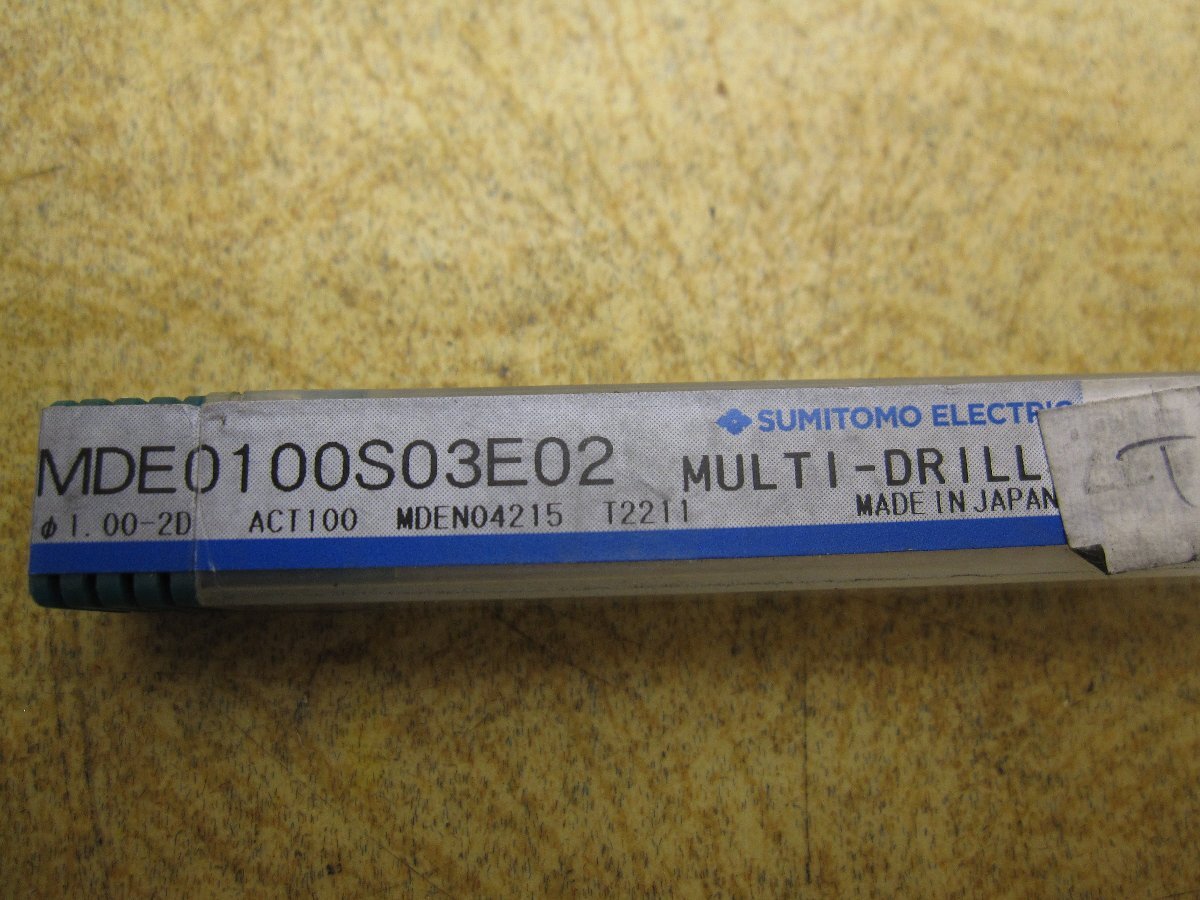 SUMITOMO ELECTRIC
MDE0100S03E02 MULTI-DRILL
φ1.00-2D ACT100 MDEN04215 T2211 MADE IN JAPAN
T